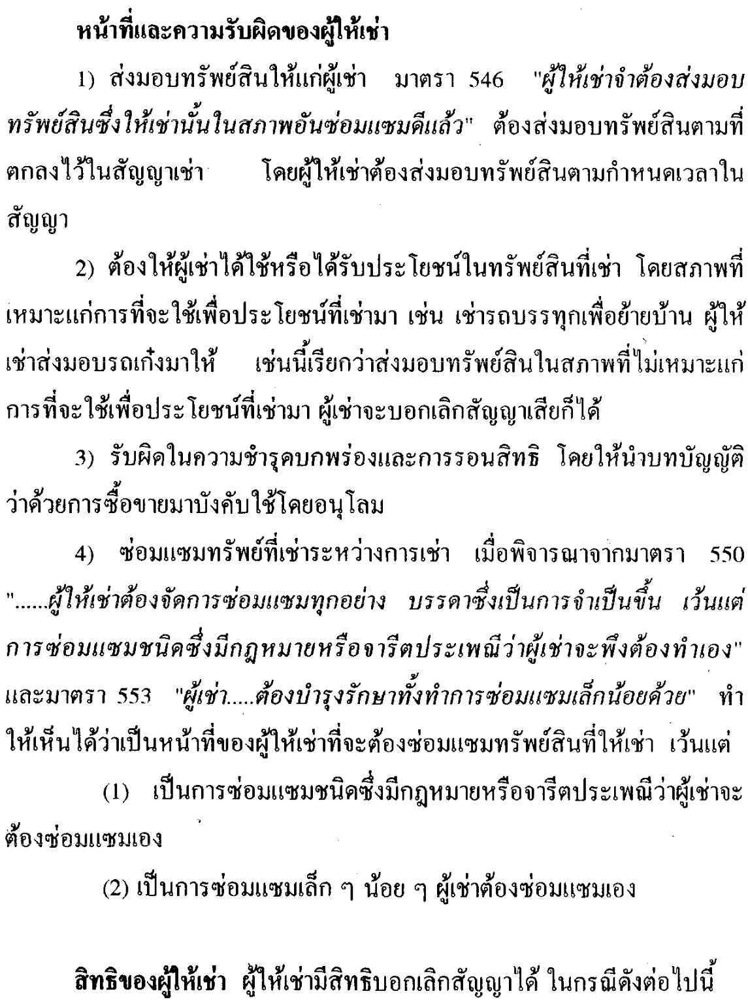 หน้าที่และความรับผิดของผู้ให้เช่า
1) ส่งมอบทรัพย์สินให้แก่ผู้เช่า มาตรา 546 "ผู้ให้เช่าจำต้องส่งมอบ
ทรัพย์สินซึ่งให้เช่านั้นในสภาพอันซ่อมแซมดีแล้ว" ต้องส่งมอบทรัพย์สินตามที่
ตกลงไว้ในสัญญาเช่า โดยผู้ให้เช่าต้องส่งมอบทรัพย์สินตามกำหนดเวลาใน
สัญญา
2) ต้องให้ผู้เช่าได้ใช้หรือได้รับประโยชน์ในทรัพย์สินที่เช่า โดยสภาพที่
เหมาะแก่การที่จะใช้เพื่อประโยชน์ที่เช่ามา เช่น เช่ารถบรรทุกเพื่อย้ายบ้าน ผู้ให้
เช่าส่งมอบรถเก๋งมาให้ เช่นนี้เรียกว่าส่งมอบทรัพย์สินในสภาพที่ไม่เหมาะแก่
การที่จะใช้เพื่อประโยชน์ที่เช่ามา ผู้เช่าจะบอกเลิกสัญญาเสียก็ได้
3) รับผิดในความชำรุดบกพร่องและการรอนสิทธิ โดยให้นำบทบัญญัติ
ว่าด้วยการซื้อขายมาบังคับใช้โดยอนุโลม
4) ซ่อมแซมทรัพย์ที่เช่าระหว่างการเช่า เมื่อพิจารณาจากมาตรา 550
"......ผู้ให้เช่าต้องจัดการซ่อมแซมทุกอย่าง บรรดาซึ่งเป็นการจำเป็นขึ้น เว้นแต่
การซ่อมแซมชนิดซึ่งมีกฎหมายหรือจารีตประเพณีว่าผู้เช่าจะพึงต้องทำเอง"
และมาตรา 553 "ผู้เช่า.....ต้องบำรุงรักษาทั้งทำการซ่อมแซมเล็กน้อยด้วย" ทำ
ให้เห็นได้ว่าเป็นหน้าที่ของผู้ให้เช่าที่จะต้องซ่อมแซมทรัพย์สินที่ให้เช่า เว้นแต่
(1) เป็นการซ่อมแซมชนิดซึ่งมีกฎหมายหรือจารีตประเพณีว่าผู้เช่าจะ
ต้องซ่อมแซมเอง
(2) เป็นการซ่อมแซมเล็ก ๆ น้อย ๆ ผู้เช่าต้องซ่อมแซมเอง
สิทธิของผู้ให้เช่า ผู้ให้เช่ามีสิทธิบอกเลิกสัญญาได้ ในกรณีดังต่อไปนี้